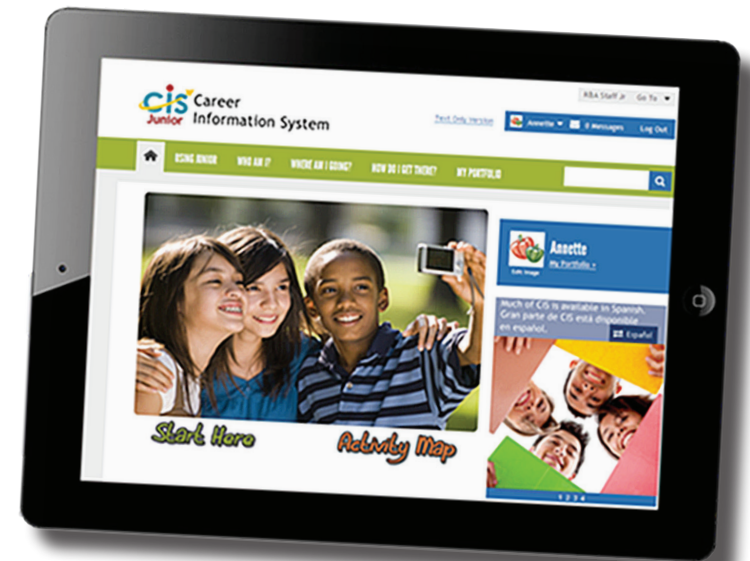 RBA Staff Jr Go To
CIS Junior
Career
Information System
Text Only Version
Annette
0 Messages
Log Out
USING JUNIOR
WHO AM I?
WHERE AM I GOING?
HOW DO I GET THERE?
MY PORTFOLIO
Annette
My Portfolio
Edit Image
Much of CIS is available in Spanish.
Gran parte de CIS está disponible
en español.
Español
Start Here
Activity Map
1 2 3 4